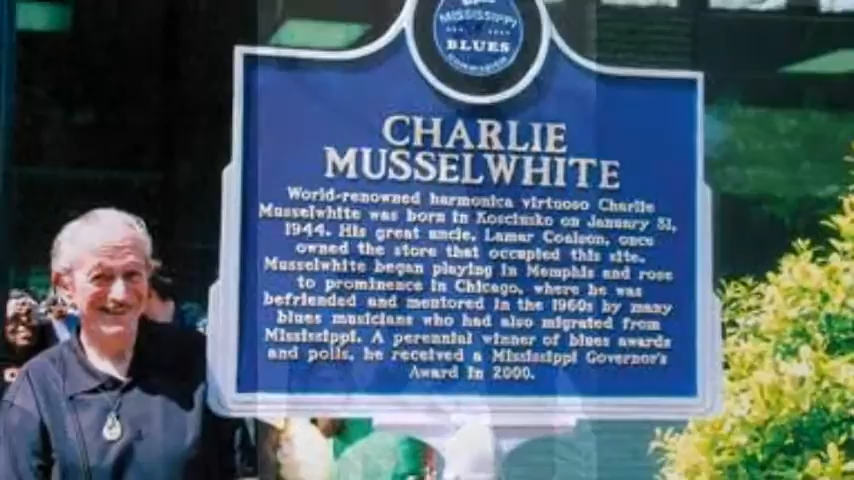 MISSISSIPPI
BLUES
COMMISSION
CHARLIE
MUSSELWHITE
World-renowned harmonica virtuoso Charlie
Musselwhite was born in Kosciusko on January 31,
1944. His great uncle, Lamar Coalson, once
owned the store that occupied this site.
Musselwhite began playing in Memphis and rose
to prominence in Chicago, where he was
befriended and mentored in the 1960s by many
blues musicians who had also migrated from
Mississippi. A perennial winner of blues awards
and polls, he received a Mississippi Governor's
Award in 2000.